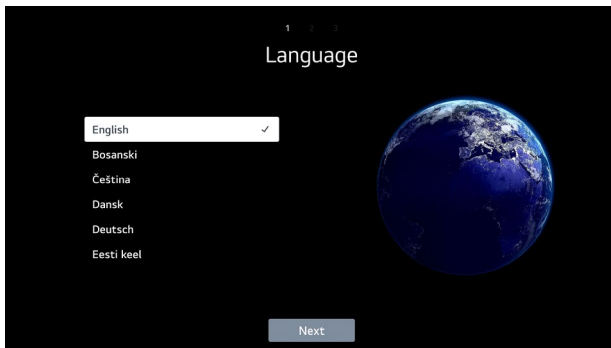 1 2 3
Language
English
Bosanski
Čeština
Dansk
Deutsch
Eesti keel
Next